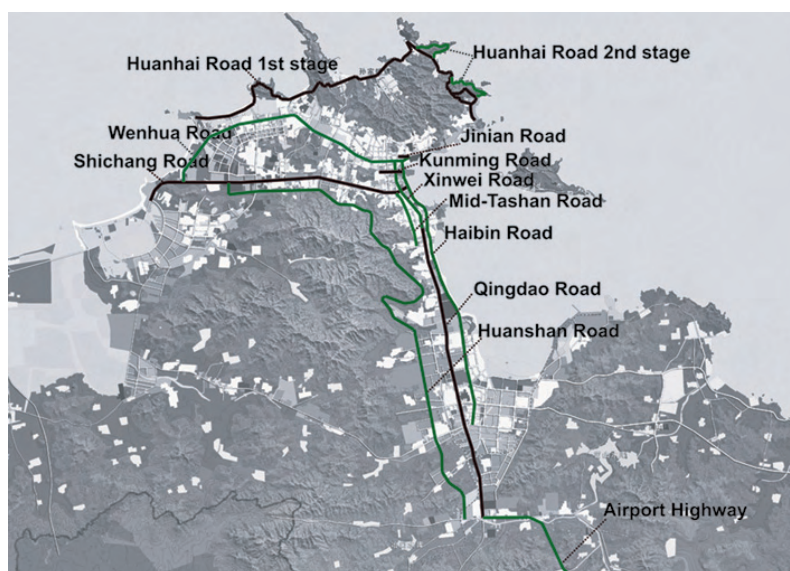 Huanhai Road 1st stage
Huanhai Road 2nd stage
Wenhua Road
Jinian Road
Shichang Road
Kunming Road
Xinwei Road
Mid-Tashan Road
Haibin Road
Qingdao Road
Huanshan Road
Airport Highway